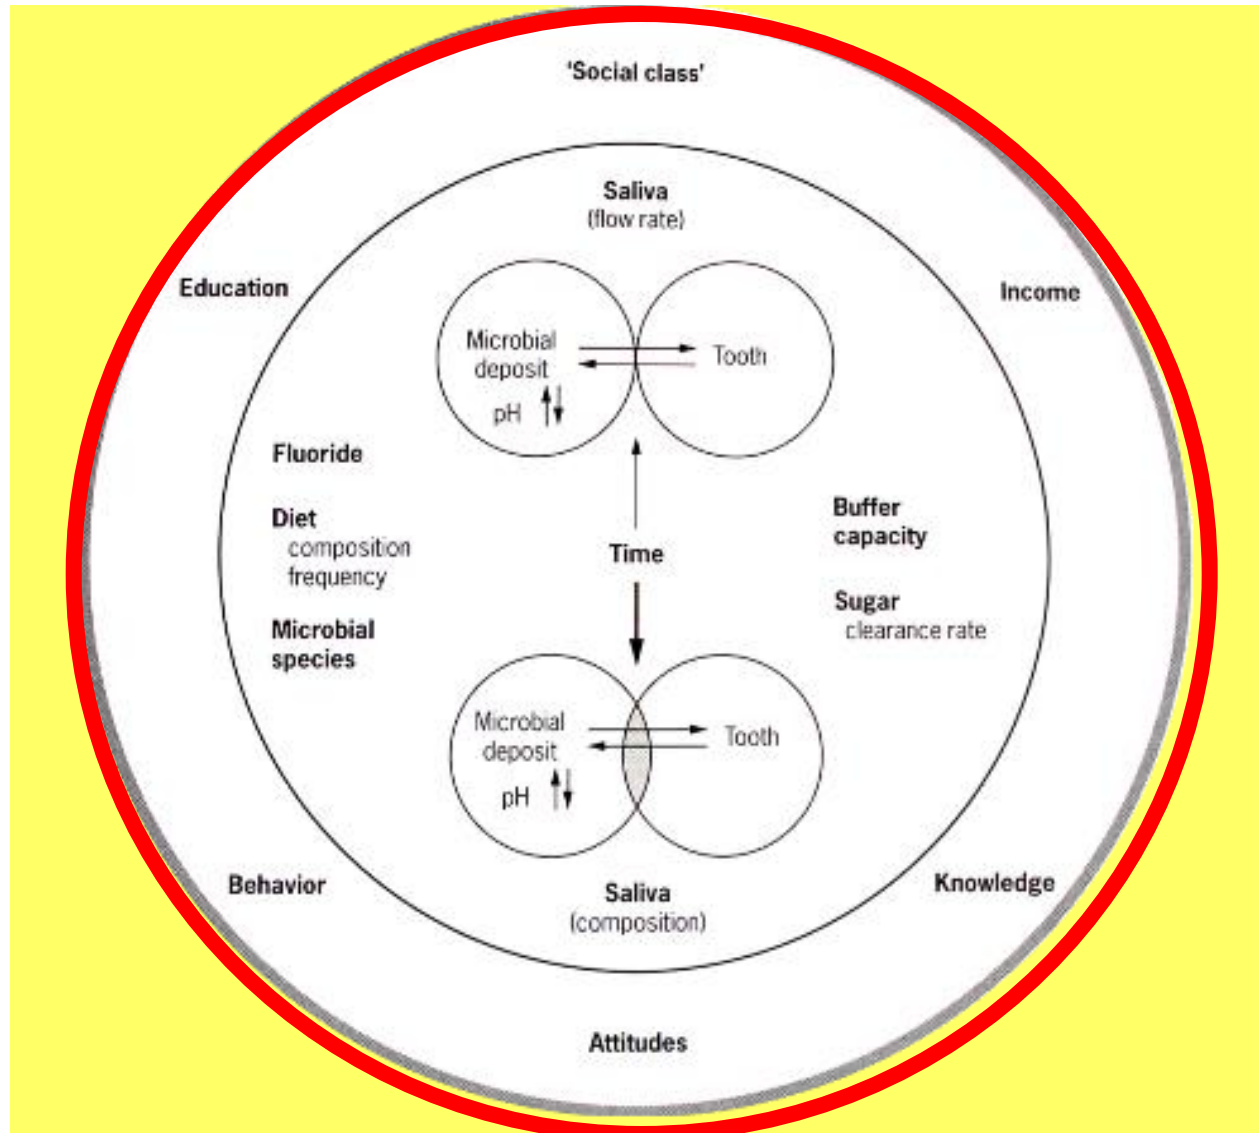 'Social class'
Saliva
(flow rate)
Education
Income
Microbial
deposit
pH
Tooth
Fluoride
Diet
composition
frequency
Microbial
species
Time
Buffer
capacity
Sugar
clearance rate
Microbial
deposit
pH
Tooth
Behavior
Knowledge
Saliva
(composition)
Attitudes